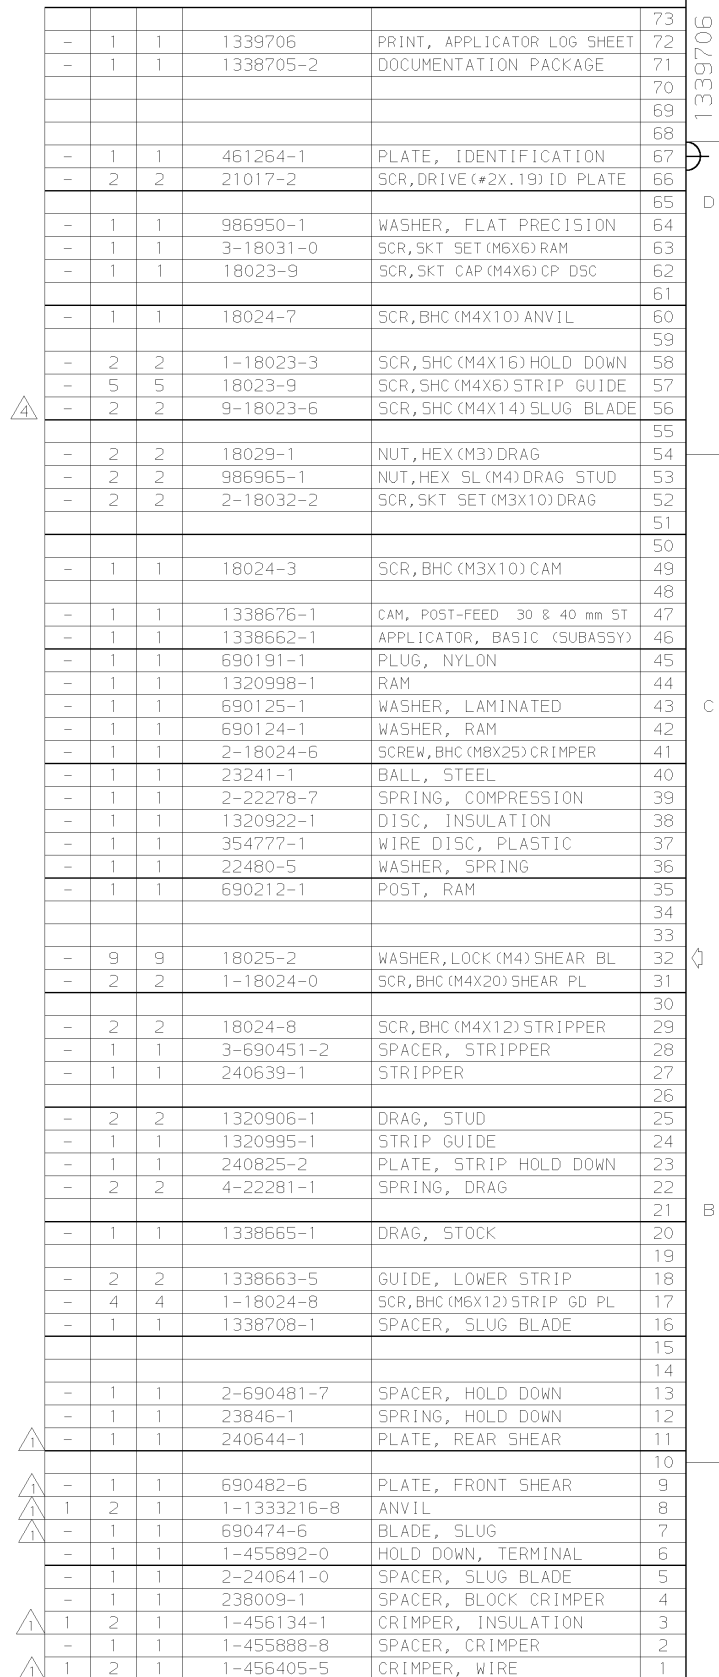 73
- 1 1 1339706 PRINT, APPLICATOR LOG SHEET 72
- 1 1 1338705-2 DOCUMENTATION PACKAGE 71
70
69
68
- 1 1 461264-1 PLATE, IDENTIFICATION 67
- 2 2 21017-2 SCR,DRIVE(#2X.19)ID PLATE 66
65
- 1 1 986950-1 WASHER, FLAT PRECISION 64
- 1 1 3-18031-0 SCR,SKT SET(M6X6)RAM 63
- 1 1 18023-9 SCR,SKT CAP(M4X6)CP DSC 62
61
- 1 1 18024-7 SCR,BHC(M4X10)ANVIL 60
59
- 2 2 1-18023-3 SCR,SHC(M4X16)HOLD DOWN 58
- 5 5 18023-9 SCR,SHC(M4X6)STRIP GUIDE 57
4 - 2 2 9-18023-6 SCR,SHC(M4X14)SLUG BLADE 56
55
- 2 2 18029-1 NUT,HEX(M3)DRAG 54
- 2 2 986965-1 NUT,HEX SL(M4)DRAG STUD 53
- 2 2 2-18032-2 SCR,SKT SET(M3X10)DRAG 52
51
50
- 1 1 18024-3 SCR,BHC(M3X10)CAM 49
48
- 1 1 1338676-1 CAM, POST-FEED 30 & 40 mm ST 47
- 1 1 1338662-1 APPLICATOR, BASIC (SUBASSY) 46
- 1 1 690191-1 PLUG, NYLON 45
- 1 1 1320998-1 RAM 44
- 1 1 690125-1 WASHER, LAMINATED 43
- 1 1 690124-1 WASHER, RAM 42
- 1 1 2-18024-6 SCREW,BHC(M8X25)CRIMPER 41
- 1 1 23241-1 BALL, STEEL 40
- 1 1 2-22278-7 SPRING, COMPRESSION 39
- 1 1 1320922-1 DISC, INSULATION 38
- 1 1 354777-1 WIRE DISC, PLASTIC 37
- 1 1 22480-5 WASHER, SPRING 36
- 1 1 690212-1 POST, RAM 35
34
33
- 9 9 18025-2 WASHER,LOCK(M4)SHEAR BL 32
- 2 2 1-18024-0 SCR,BHC(M4X20)SHEAR PL 31
30
- 2 2 18024-8 SCR,BHC(M4X12)STRIPPER 29
- 1 1 3-690451-2 SPACER, STRIPPER 28
- 1 1 240639-1 STRIPPER 27
26
- 2 2 1320906-1 DRAG, STUD 25
- 1 1 1320995-1 STRIP GUIDE 24
- 1 1 240825-2 PLATE, STRIP HOLD DOWN 23
- 2 2 4-22281-1 SPRING, DRAG 22
21
- 1 1 1338665-1 DRAG, STOCK 20
19
- 2 2 1338663-5 GUIDE, LOWER STRIP 18
- 4 4 1-18024-8 SCR,BHC(M6X12)STRIP GD PL 17
- 1 1 1338708-1 SPACER, SLUG BLADE 16
15
14
- 1 1 2-690481-7 SPACER, HOLD DOWN 13
- 1 1 23846-1 SPRING, HOLD DOWN 12
1 - 1 1 240644-1 PLATE, REAR SHEAR 11
10
1 - 1 1 690482-6 PLATE, FRONT SHEAR 9
1 1 2 1 1-1333216-8 ANVIL 8
1 - 1 1 690474-6 BLADE, SLUG 7
- 1 1 1-455892-0 HOLD DOWN, TERMINAL 6
- 1 1 2-240641-0 SPACER, SLUG BLADE 5
- 1 1 238009-1 SPACER, BLOCK CRIMPER 4
1 1 2 1 1-456134-1 CRIMPER, INSULATION 3
- 1 1 1-455888-8 SPACER, CRIMPER 2
1 1 2 1 1-456405-5 CRIMPER, WIRE 1
1339706
D
C
B